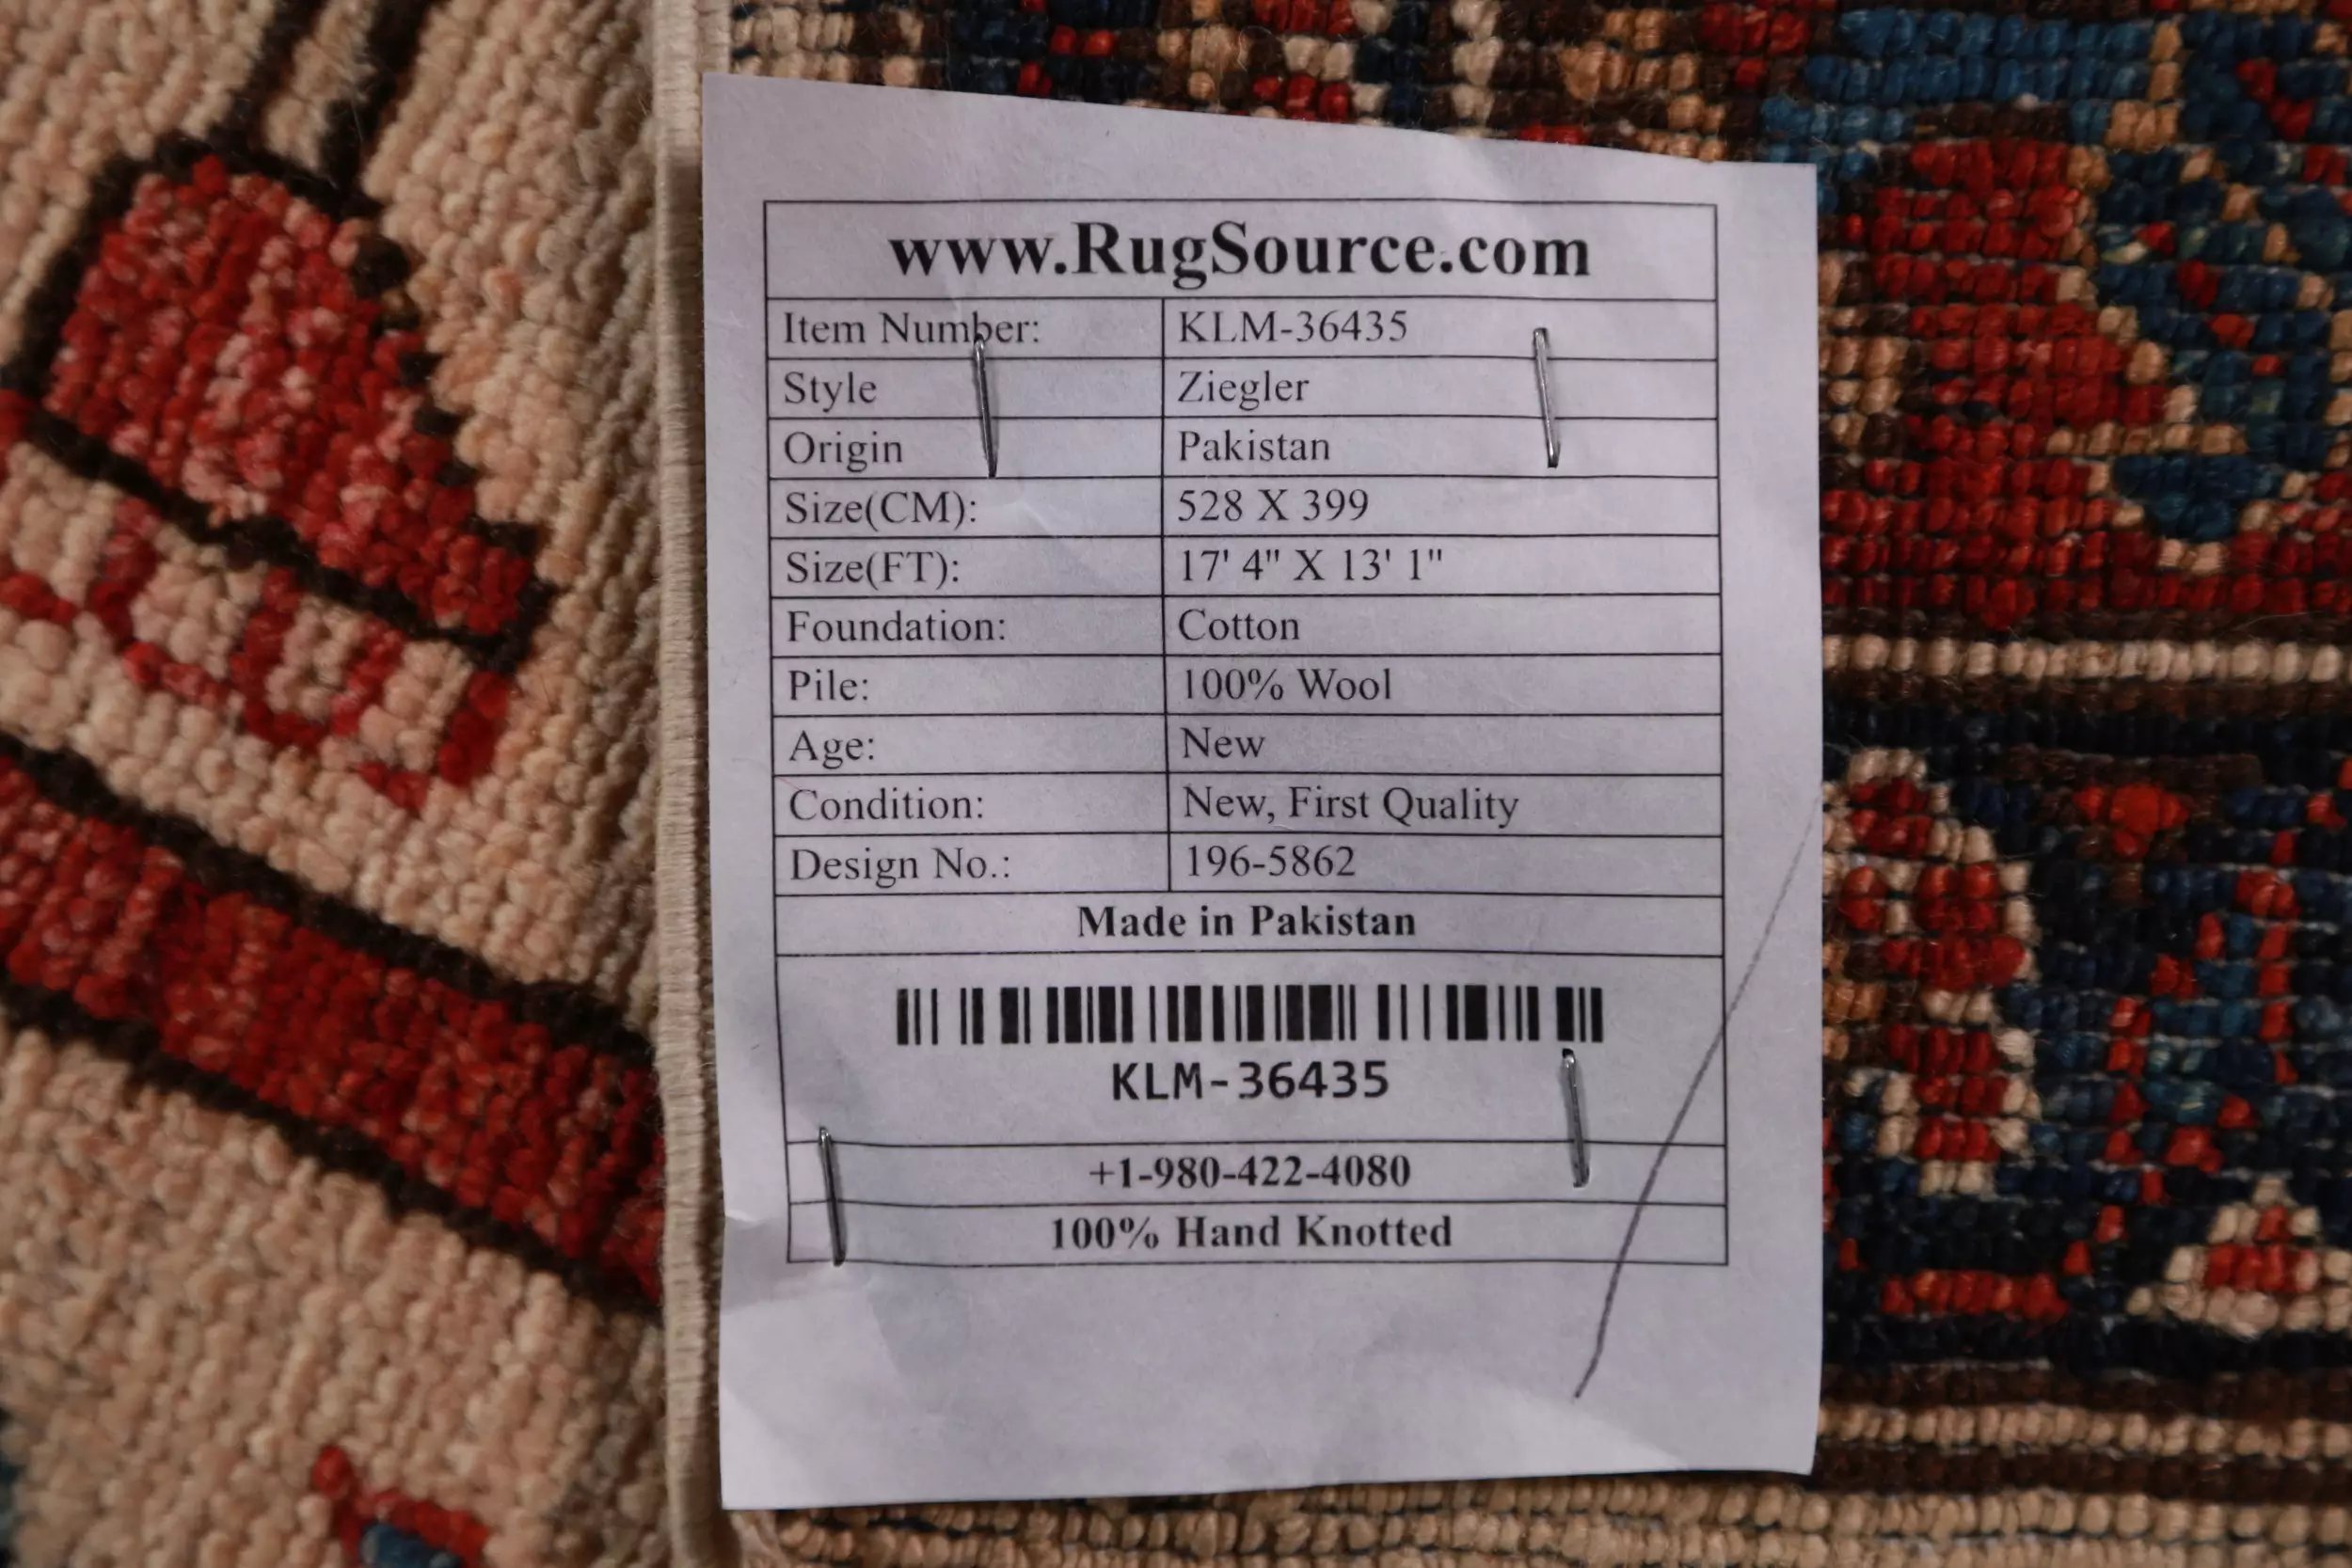 www.RugSource.com
Item Number: KLM-36435
Style Ziegler
Origin Pakistan
Size(CM): 528 X 399
Size(FT): 17' 4" X 13' 1"
Foundation: Cotton
Pile: 100% Wool
Age: New
Condition: New, First Quality
Design No.: 196-5862
Made in Pakistan
KLM-36435
+1-980-422-4080
100% Hand Knotted